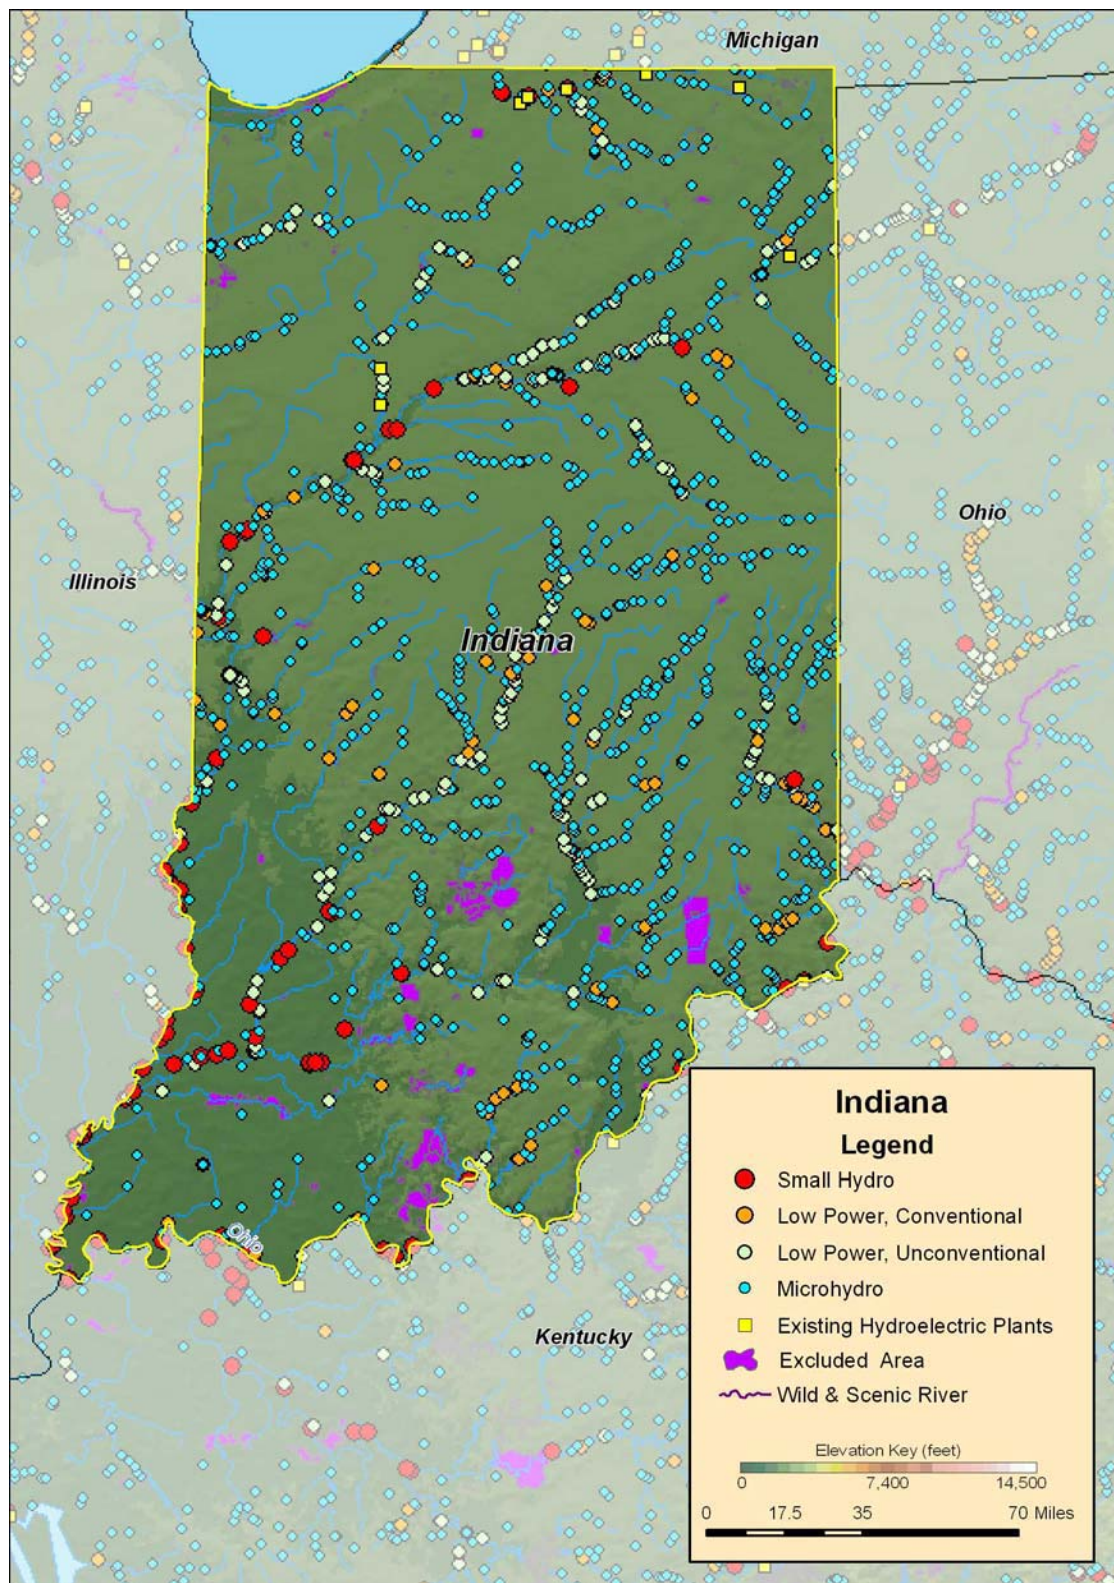 Michigan
Ohio
Illinois
Indiana
Ohio
Kentucky
Indiana
Legend
Small Hydro
Low Power, Conventional
Low Power, Unconventional
Microhydro
Existing Hydroelectric Plants
Excluded Area
Wild & Scenic River
Elevation Key (feet)
0 7,400 14,500
0 17.5 35 70 Miles